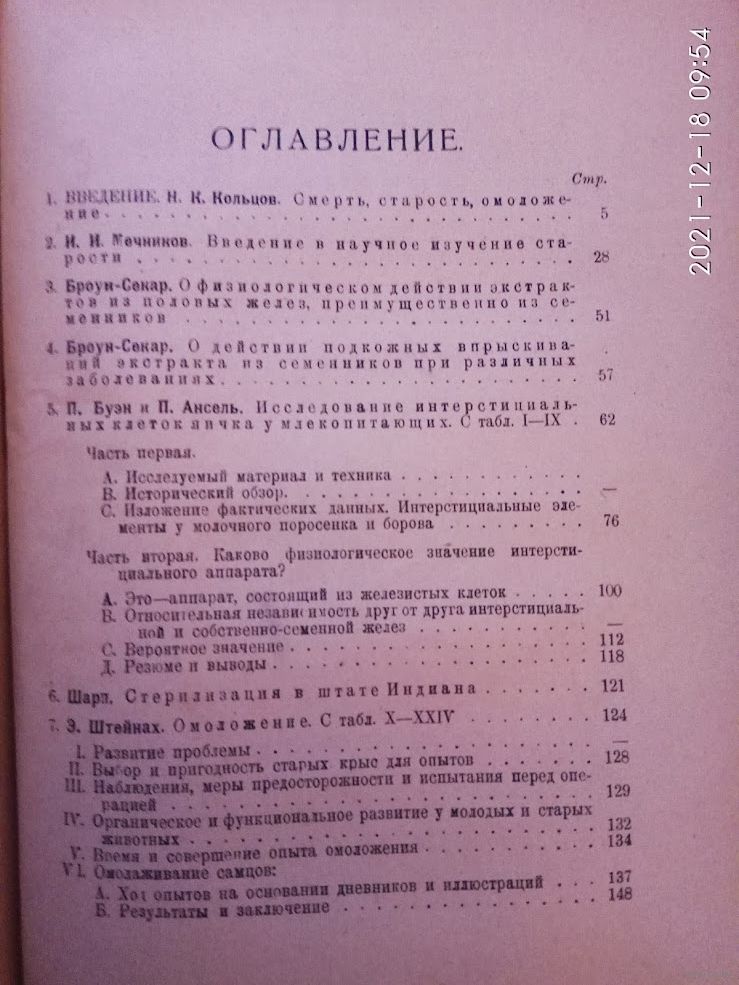 ОГЛАВЛЕНИЕ.
Стр.
1. ВВЕДЕНИЕ. Н. К. Кольцов. Смерть, старость, омоложе-
ние. . . . . . . . . . . . . . . . . . . . . . 5
2. И. И. Мечников. Введение в научное изучение ста-
рости . . . . . . . . . . . . . . . . . . . . . 28
3. Броун-Секар. О физиологическом действии экстрак-
тов из половых желез, преимущественно из се-
менников . . . . . . . . . . . . . . . . . . . 51
4. Броун-Секар. О действии подкожных впрыскива-
ний экстракта из семенников при различных
заболеваниях. . . . . . . . . . . . . . . . . . 57
5. П. Буэн и П. Ансель. Исследование интерстициаль-
ных клеток яичка у млекопитающих. С табл. I—IX . 62
Часть первая.
А. Исследуемый материал и техника . . . . . . . . . .
В. Исторический обзор. . . . . . . . . . . . . . . . —
С. Изложение фактических данных. Интерстициальные эле-
менты у молочного поросенка и борова . . . . . . . . 76
Часть вторая. Каково физиологическое значение интерсти-
циального аппарата?
А. Это—аппарат, состоящий из железистых клеток . . . . . 100
В. Относительная независимость друг от друга интерстициаль-
ной и собственно-семенной желез . . . . . . . . . . —
С. Вероятное значение . . . . . . . . . . . . . . . . 112
Д. Резюме и выводы . . . . . . . . . . . . . . . . . 118
6. Шарп. Стерилизация в штате Индиана . . . . . . . 121
7. Э. Штейнах. Омоложение. С табл. X—XXIV . . . . . . 124
I. Развитие проблемы . . . . . . . . . . . . . . . . . —
II. Выбор и пригодность старых крыс для опытов . . . . . . 128
III. Наблюдения, меры предосторожности и испытания перед опе-
рацией . . . . . . . . . . . . . . . . . . . . . . 129
IV. Органическое и функциональное развитие у молодых и старых
животных . . . . . . . . . . . . . . . . . . . . . 132
V. Время и совершение опыта омоложения . . . . . . . . . 134
VI. Омолаживание самцов:
А. Ход опытов на основании дневников и иллюстраций . . . 137
Б. Результаты и заключение . . . . . . . . . . . . . . 148
2021-12-18 09:54